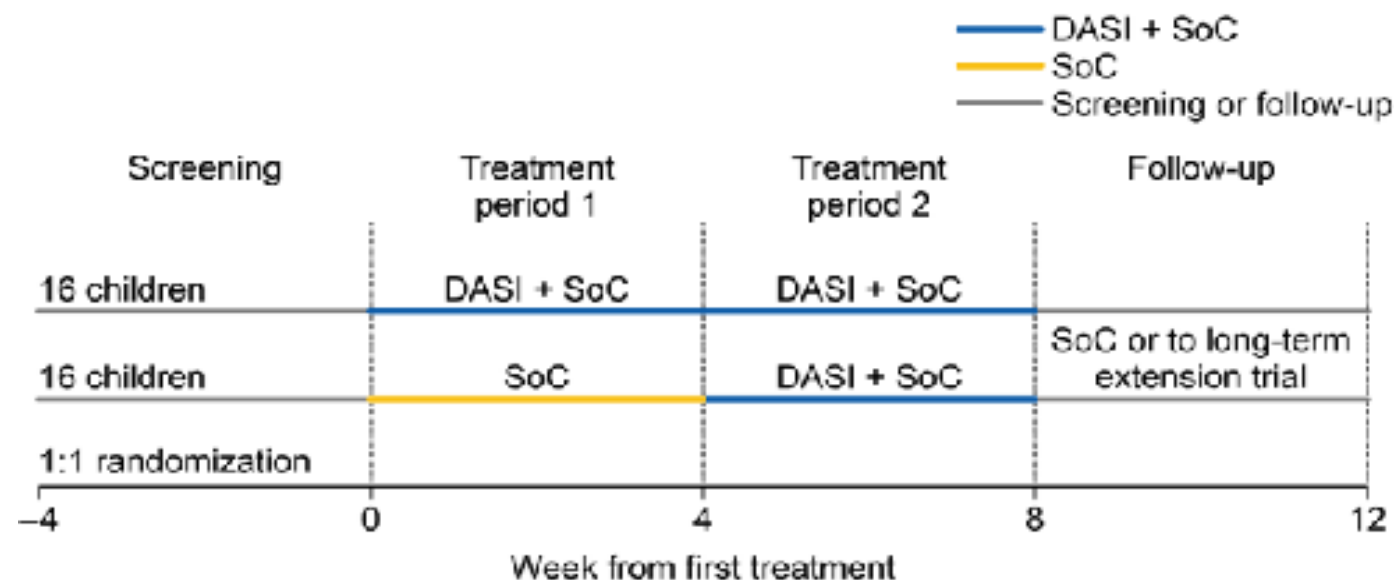 DASI + SoC
SoC
Screening or follow-up
Screening
Treatment
period 1
Treatment
period 2
Follow-up
16 children
DASI + SoC
DASI + SoC
SoC or to long-term
extension trial
16 children
SoC
DASI + SoC
1:1 randomization
–4
0
4
8
12
Week from first treatment